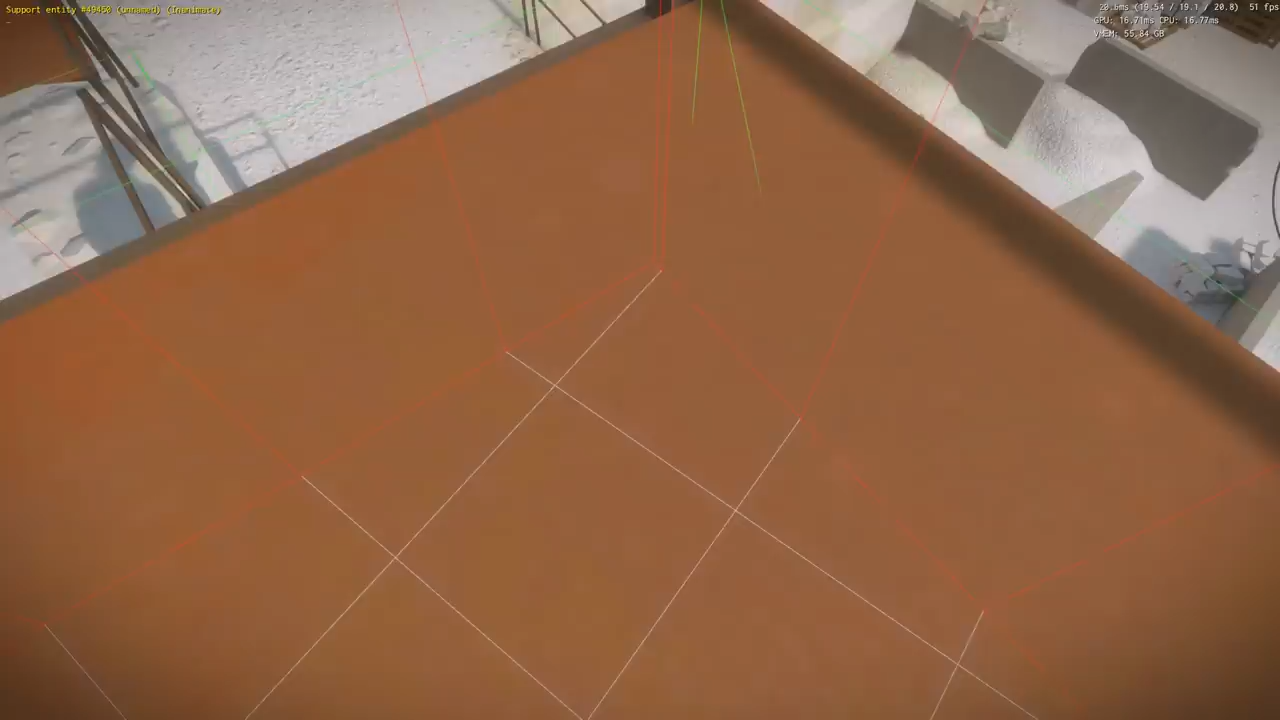 Support entity #49450 (unnamed) (Inanimate)
20.6ms (19.54 / 19.1 / 20.8) 51 fps
GPU: 16.71ms CPU: 16.77ms
VMEM: 55.84 GB